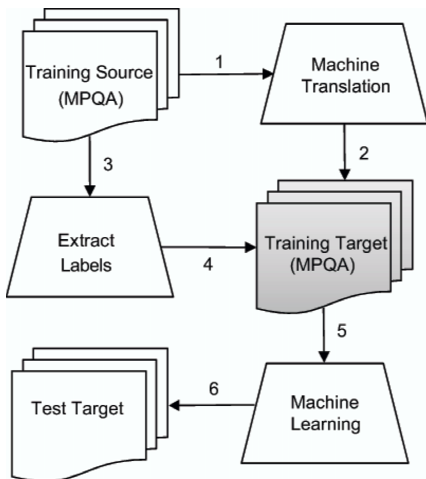 Training Source
(MPQA)
1
Machine
Translation
3
2
Extract
Labels
4
Training Target
(MPQA)
5
Test Target
6
Machine
Learning